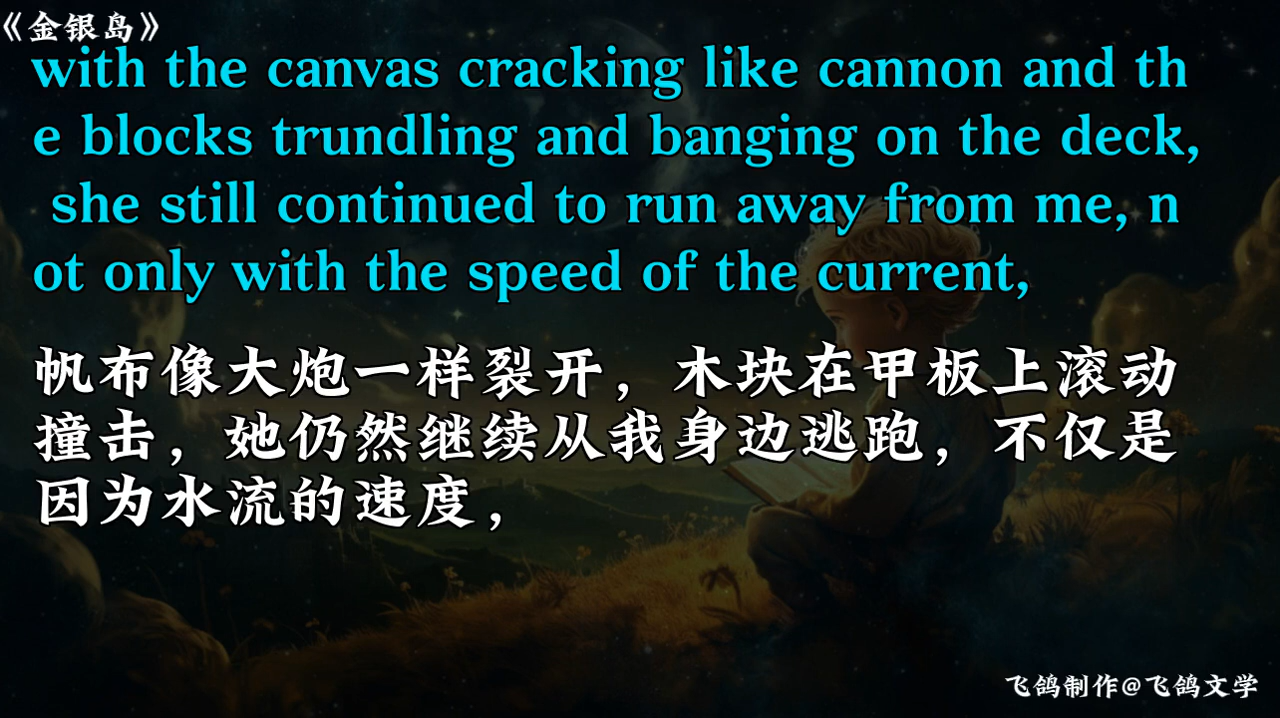 《金银岛》
with the canvas cracking like cannon and th
e blocks trundling and banging on the deck,
she still continued to run away from me, n
ot only with the speed of the current,
帆布像大炮一样裂开，木块在甲板上滚动
撞击，她仍然继续从我身边逃跑，不仅是
因为水流的速度，
飞鸽制作@飞鸽文学